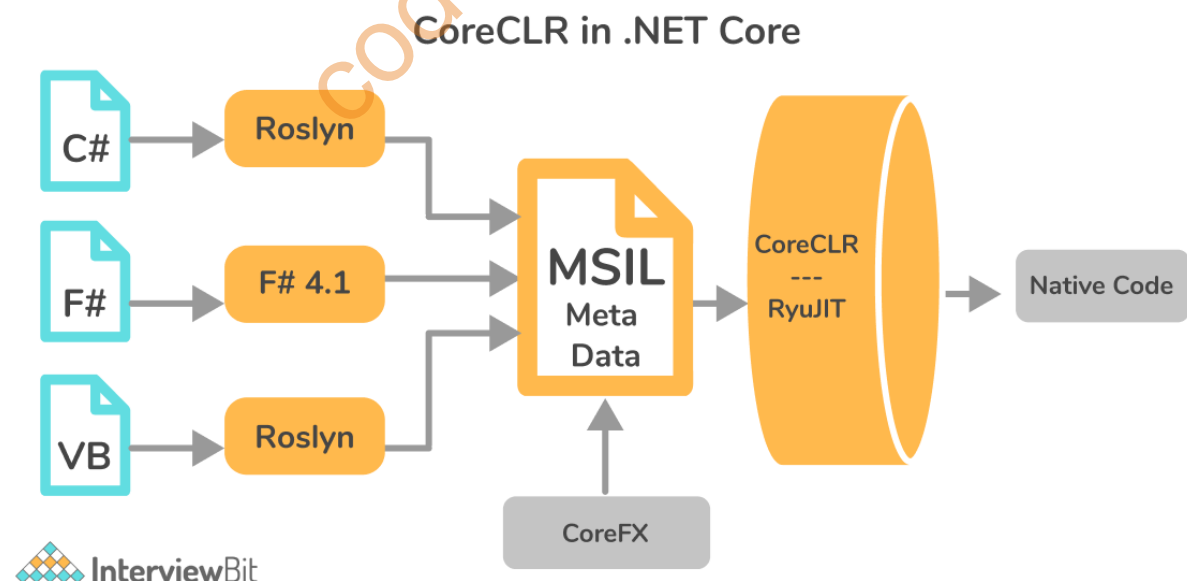 CoreCLR in .NET Core
C#
Roslyn
F#
F# 4.1
VB
Roslyn
MSIL
Meta
Data
CoreFX
CoreCLR
---
RyuJIT
Native Code
InterviewBit